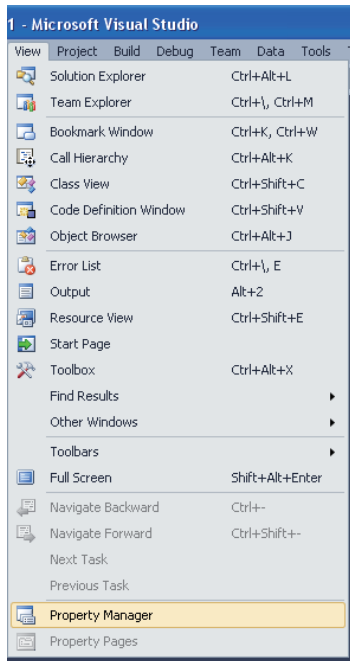 1 - Microsoft Visual Studio
View Project Build Debug Team Data Tools
Solution Explorer Ctrl+Alt+L
Team Explorer Ctrl+\, Ctrl+M
Bookmark Window Ctrl+K, Ctrl+W
Call Hierarchy Ctrl+Alt+K
Class View Ctrl+Shift+C
Code Definition Window Ctrl+Shift+V
Object Browser Ctrl+Alt+J
Error List Ctrl+\, E
Output Alt+2
Resource View Ctrl+Shift+E
Start Page
Toolbox Ctrl+Alt+X
Find Results
Other Windows
Toolbars
Full Screen Shift+Alt+Enter
Navigate Backward Ctrl+-
Navigate Forward Ctrl+Shift+-
Next Task
Previous Task
Property Manager
Property Pages